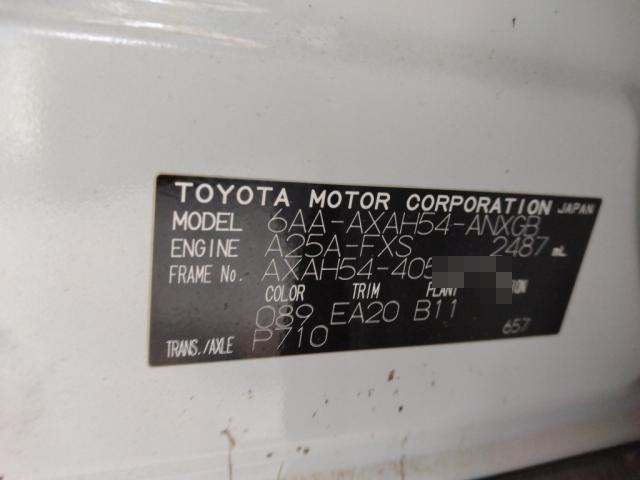 TOYOTA MOTOR CORPORATION JAPAN
MODEL 6AA-AXAH54-ANXGB
ENGINE A25A-FXS 2487 mL
FRAME No. AXAH54-405
COLOR TRIM PLANT
089 EA20 B11
TRANS./AXLE P710 657